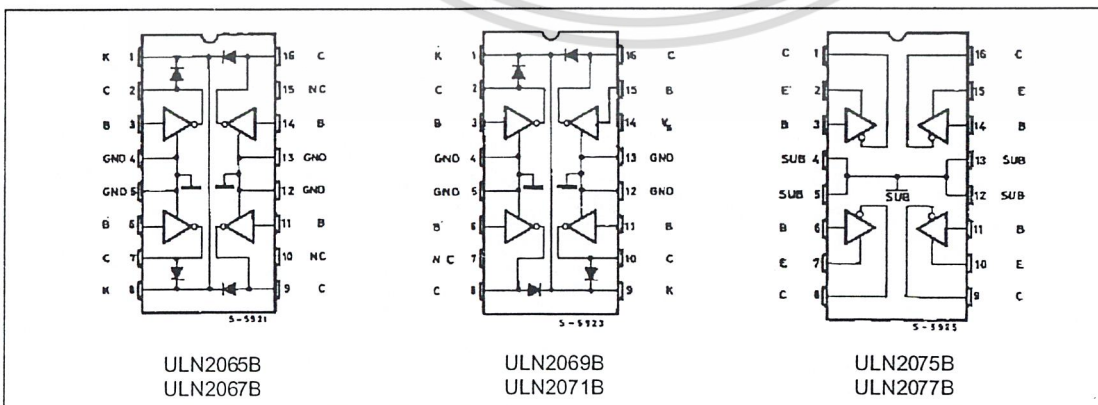 K 1 16 C
C 2 15 NC
B 3 14 B
GND 4 13 GND
GND 5 12 GND
B 6 11 B
C 7 10 NC
K 8 9 C
S-5921
ULN2065B
ULN2067B
K 1 16 C
C 2 15 B
B 3 14 Vs
GND 4 13 GND
GND 5 12 GND
B 6 11 B
NC 7 10 C
C 8 9 K
S-5923
ULN2069B
ULN2071B
C 1 16 C
E 2 15 E
B 3 14 B
SUB 4 13 SUB
SUB 5 12 SUB
SUB
B 6 11 B
E 7 10 E
C 8 9 C
S-5925
ULN2075B
ULN2077B